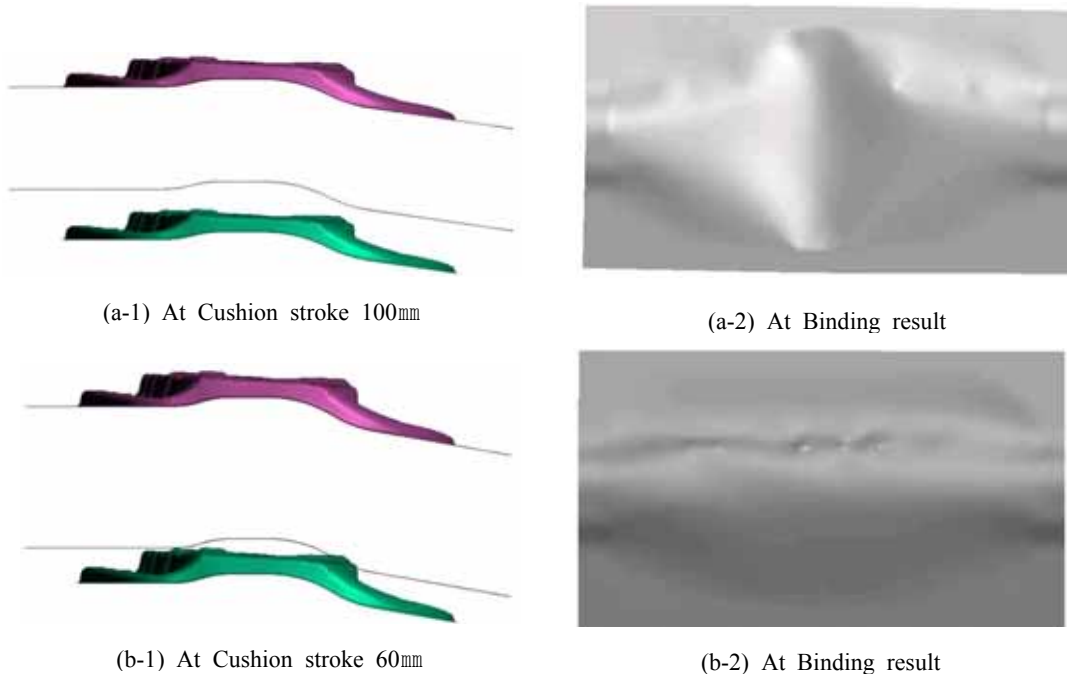 (a-1) At Cushion stroke 100㎜
(a-2) At Binding result
(b-1) At Cushion stroke 60㎜
(b-2) At Binding result